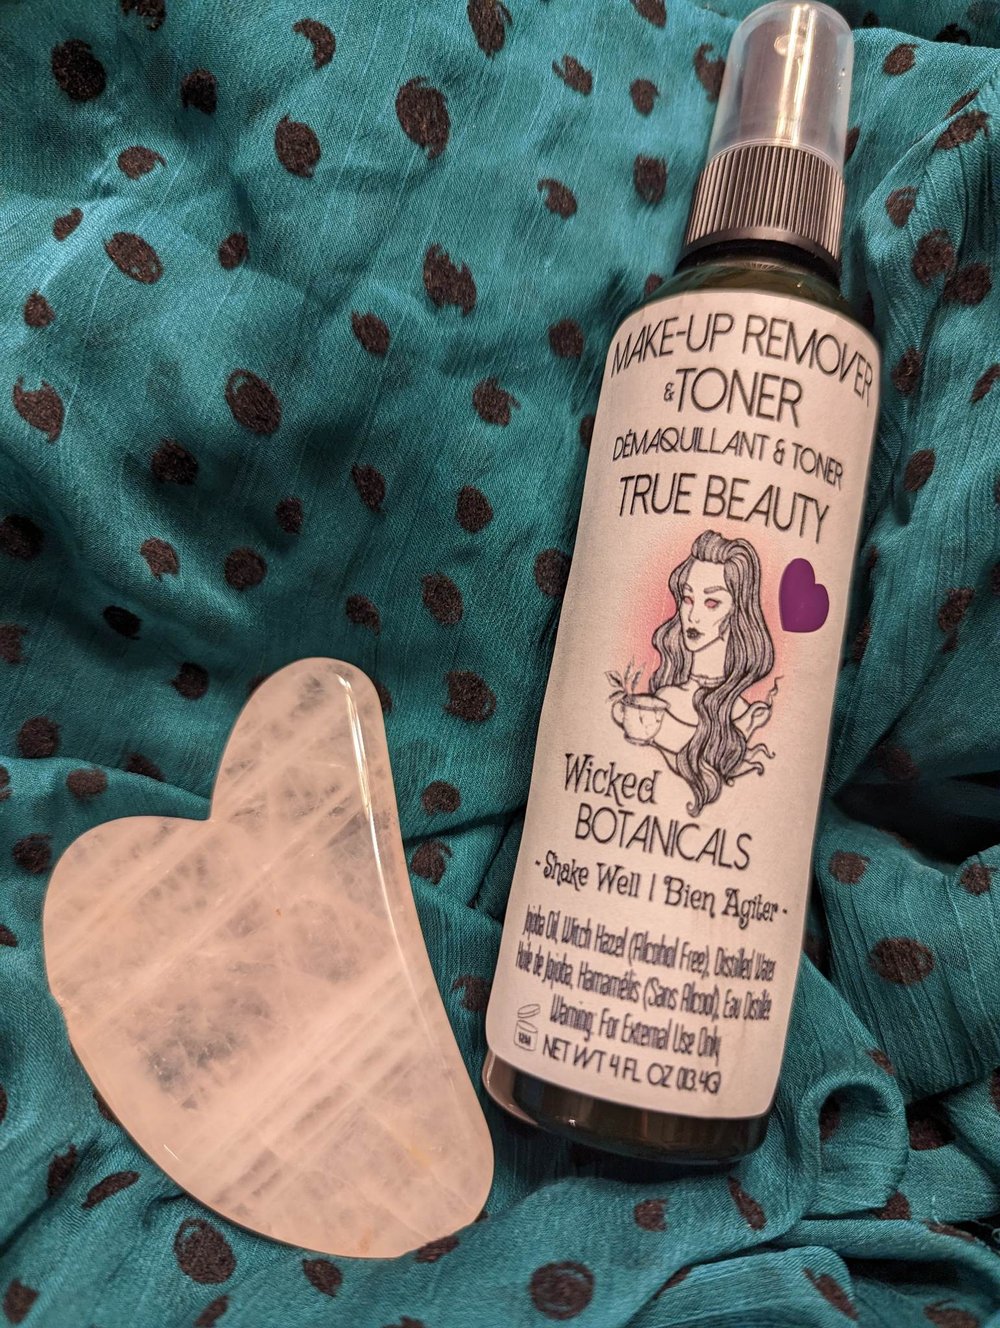 MAKE-UP REMOVER
& TONER
DÉMAQUILLANT & TONER
TRUE BEAUTY
Wicked
BOTANICALS
- Shake Well | Bien Agiter -
Jojoba Oil, Witch Hazel (Alcohol Free), Distilled Water
Huile de Jojoba, Hamamélis (Sans Alcool), Eau Distillée
Warning: For External Use Only
12M
NET WT 4 FL OZ (113.4G)